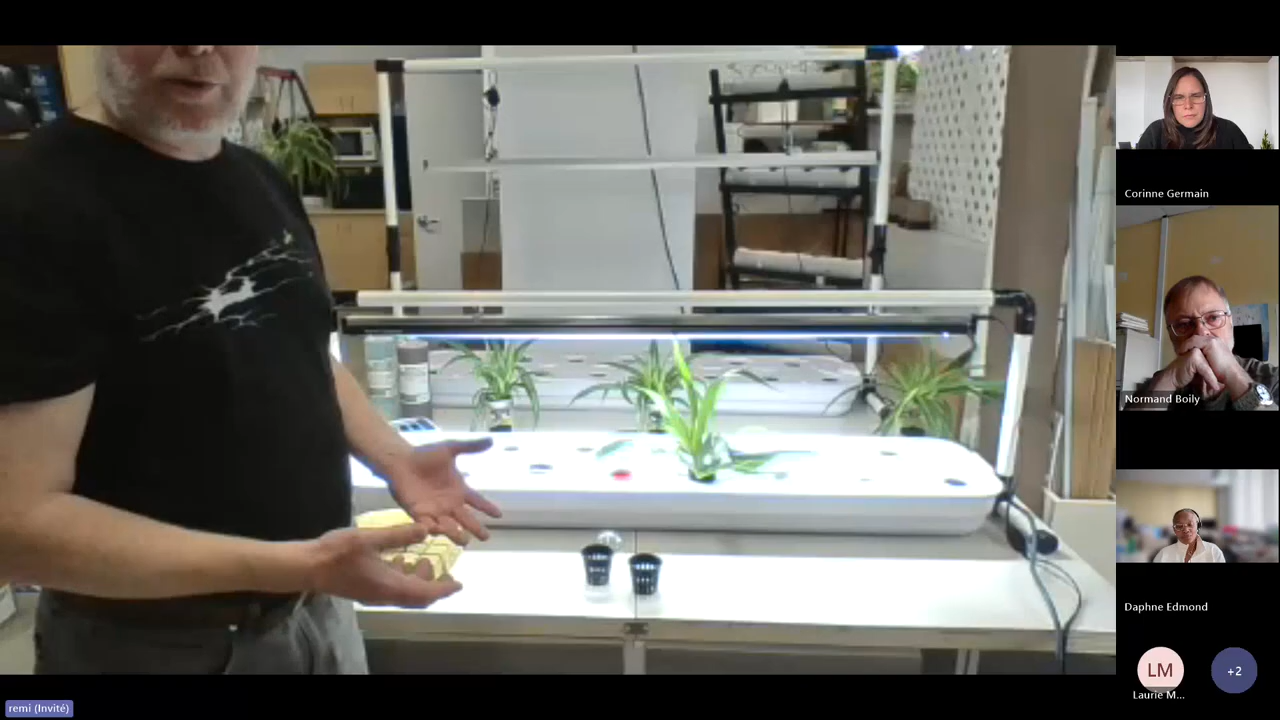 Corinne Germain
Normand Boily
Daphne Edmond
LM
+2
Laurie M...
remi (Invité)